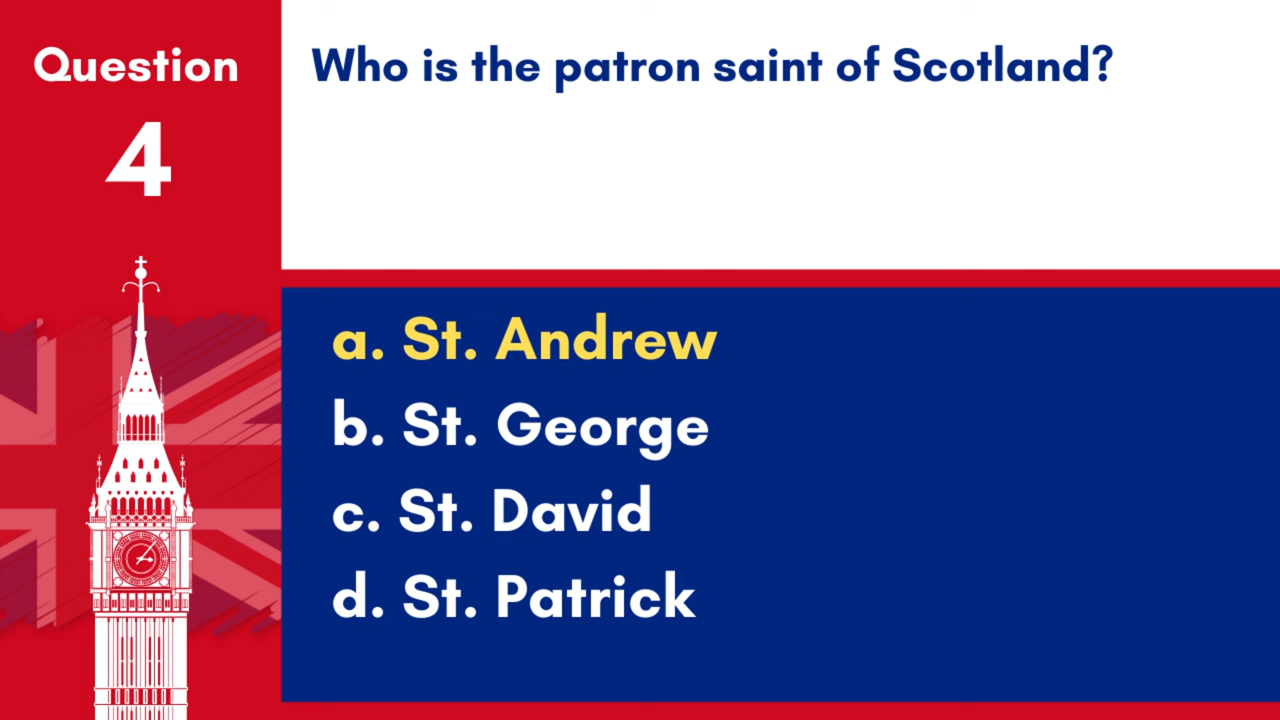 Question
4
Who is the patron saint of Scotland?
a. St. Andrew
b. St. George
c. St. David
d. St. Patrick